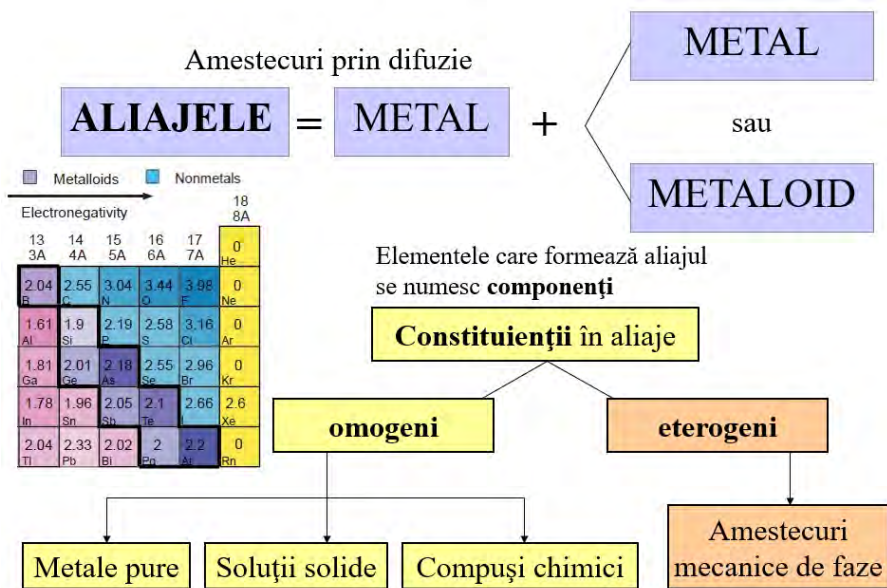 Amestecuri prin difuzie
ALIAJELE = METAL + METAL
sau
METALOID
Metalloids Nonmetals
Electronegativity
18
8A
13 14 15 16 17
3A 4A 5A 6A 7A
0
He
2.04 2.55 3.04 3.44 3.98 0
B C N O F Ne
1.61 1.9 2.19 2.58 3.16 0
Al Si P S Cl Ar
1.81 2.01 2.18 2.55 2.96 0
Ga Ge As Se Br Kr
1.78 1.96 2.05 2.1 2.66 2.6
In Sn Sb Te I Xe
2.04 2.33 2.02 2 2.2 0
Tl Pb Bi Po At Rn
Elementele care formează aliajul
se numesc componenţi
Constituienţii în aliaje
omogeni
eterogeni
Metale pure
Soluţii solide
Compuşi chimici
Amestecuri
mecanice de faze